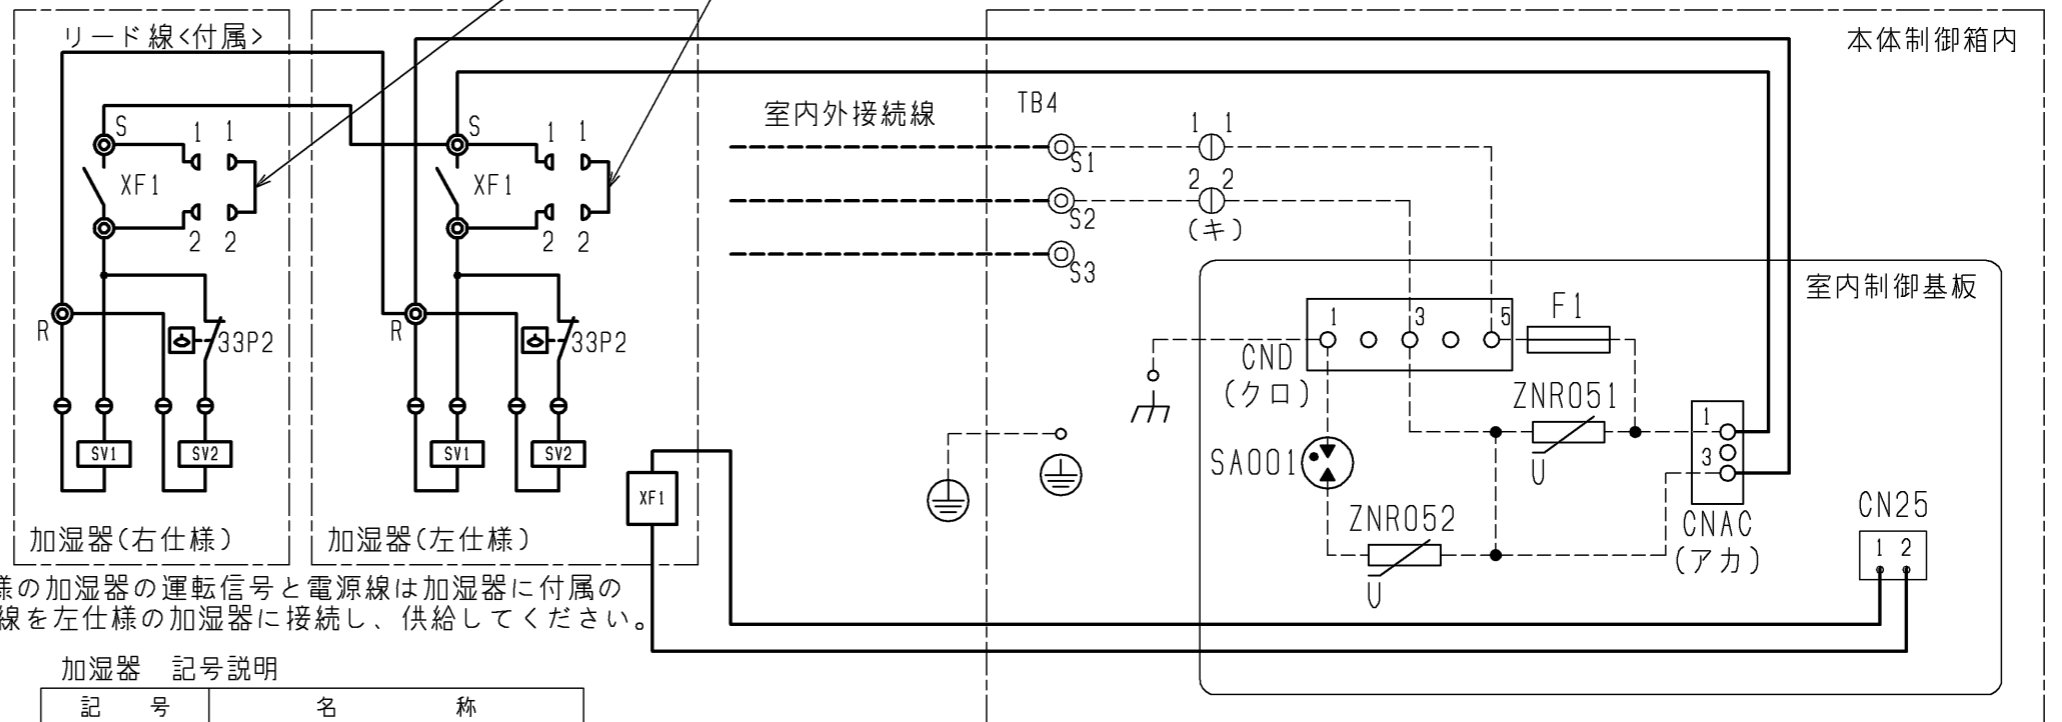 リード線<付属>
本体制御箱内
室内外接続線
TB4
S
1 1
XF1
2 2
R
33P2
SV1
SV2
加湿器(右仕様)
S
1 1
XF1
2 2
R
33P2
SV1
SV2
加湿器(左仕様)
XF1
S1
S2
S3
1 1
2 2
(キ)
室内制御基板
1 3 5
F1
CND
(クロ)
ZNR051
U
SA001
ZNR052
U
1
3
CNAC
(アカ)
CN25
1 2
様の加湿器の運転信号と電源線は加湿器に付属の
線を左仕様の加湿器に接続し、供給してください。
加湿器 記号説明
記 号 名 称